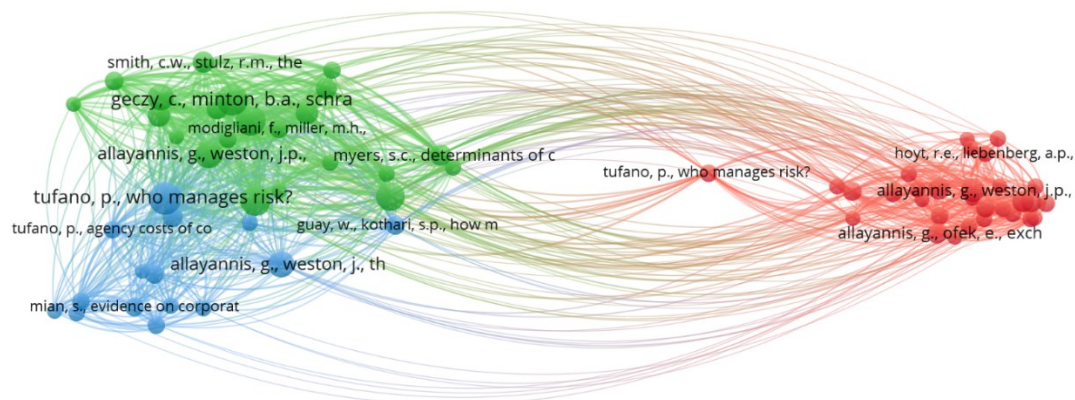 smith, c.w., stulz, r.m., the
geczy, c., minton, b.a., schra
modigliani, f., miller, m.h.,
allayannis, g., weston, j.p.,
myers, s.c., determinants of c
tufano, p., who manages risk?
tufano, p., agency costs of co
guay, w., kothari, s.p., how m
allayannis, g., weston, j., th
mian, s., evidence on corporat
tufano, p., who manages risk?
hoyt, r.e., liebenberg, a.p.,
allayannis, g., weston, j.p.,
allayannis, g., ofek, e., exch